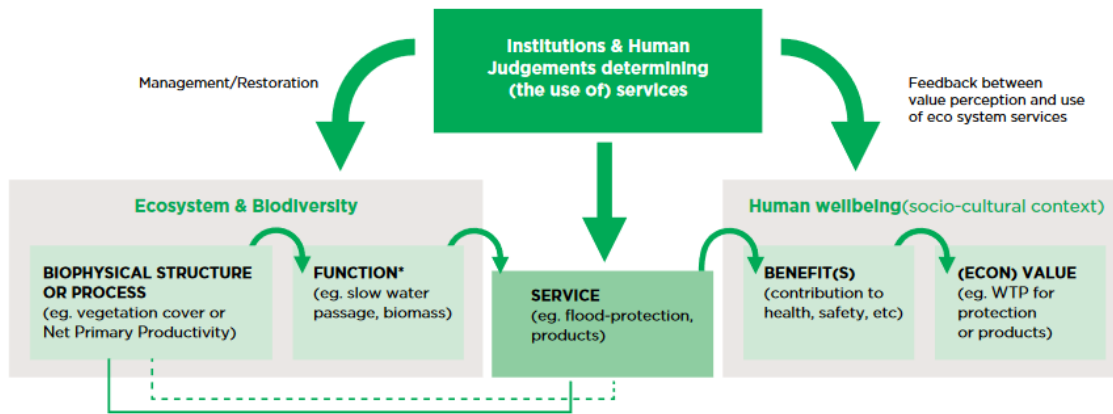 Institutions & Human
Judgements determining
(the use of) services
Management/Restoration
Feedback between
value perception and use
of eco system services
Ecosystem & Biodiversity
Human wellbeing(socio-cultural context)
BIOPHYSICAL STRUCTURE
OR PROCESS
(eg. vegetation cover or
Net Primary Productivity)
FUNCTION*
(eg. slow water
passage, biomass)
SERVICE
(eg. flood-protection,
products)
BENEFIT(S)
(contribution to
health, safety, etc)
(ECON) VALUE
(eg. WTP for
protection
or products)